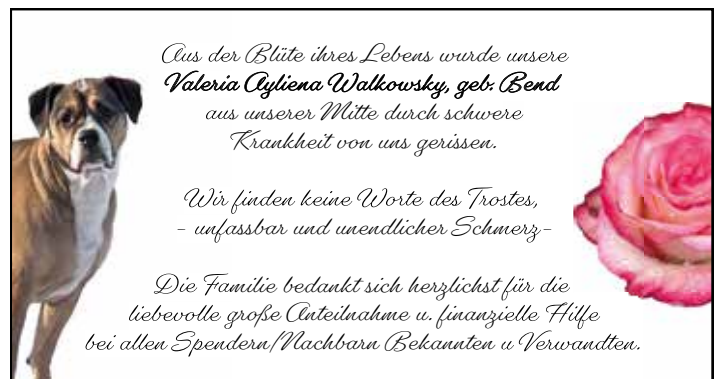 Aus der Blüte ihres Lebens wurde unsere
Valeria Ayliena Walkowsky, geb. Bend
aus unserer Mitte durch schwere
Krankheit von uns gerissen.
Wir finden keine Worte des Trostes,
- unfassbar und unendlicher Schmerz-
Die Familie bedankt sich herzlichst für die
liebevolle große Anteilnahme u. finanzielle Hilfe
bei allen Spendern/Nachbarn Bekannten u Verwandten.